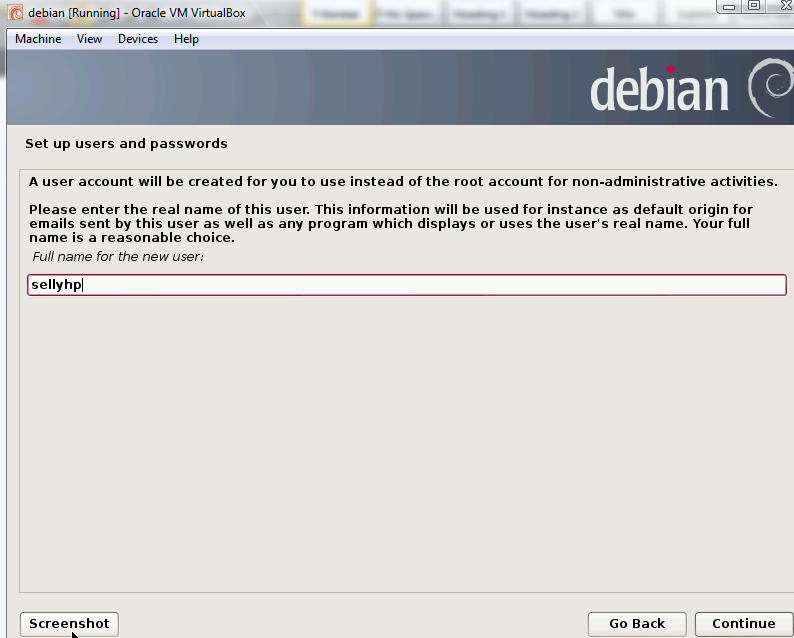 debian [Running] - Oracle VM VirtualBox
Machine View Devices Help
debian
Set up users and passwords
A user account will be created for you to use instead of the root account for non-administrative activities.
Please enter the real name of this user. This information will be used for instance as default origin for
emails sent by this user as well as any program which displays or uses the user's real name. Your full
name is a reasonable choice.
Full name for the new user:
sellyhp
Screenshot Go Back Continue